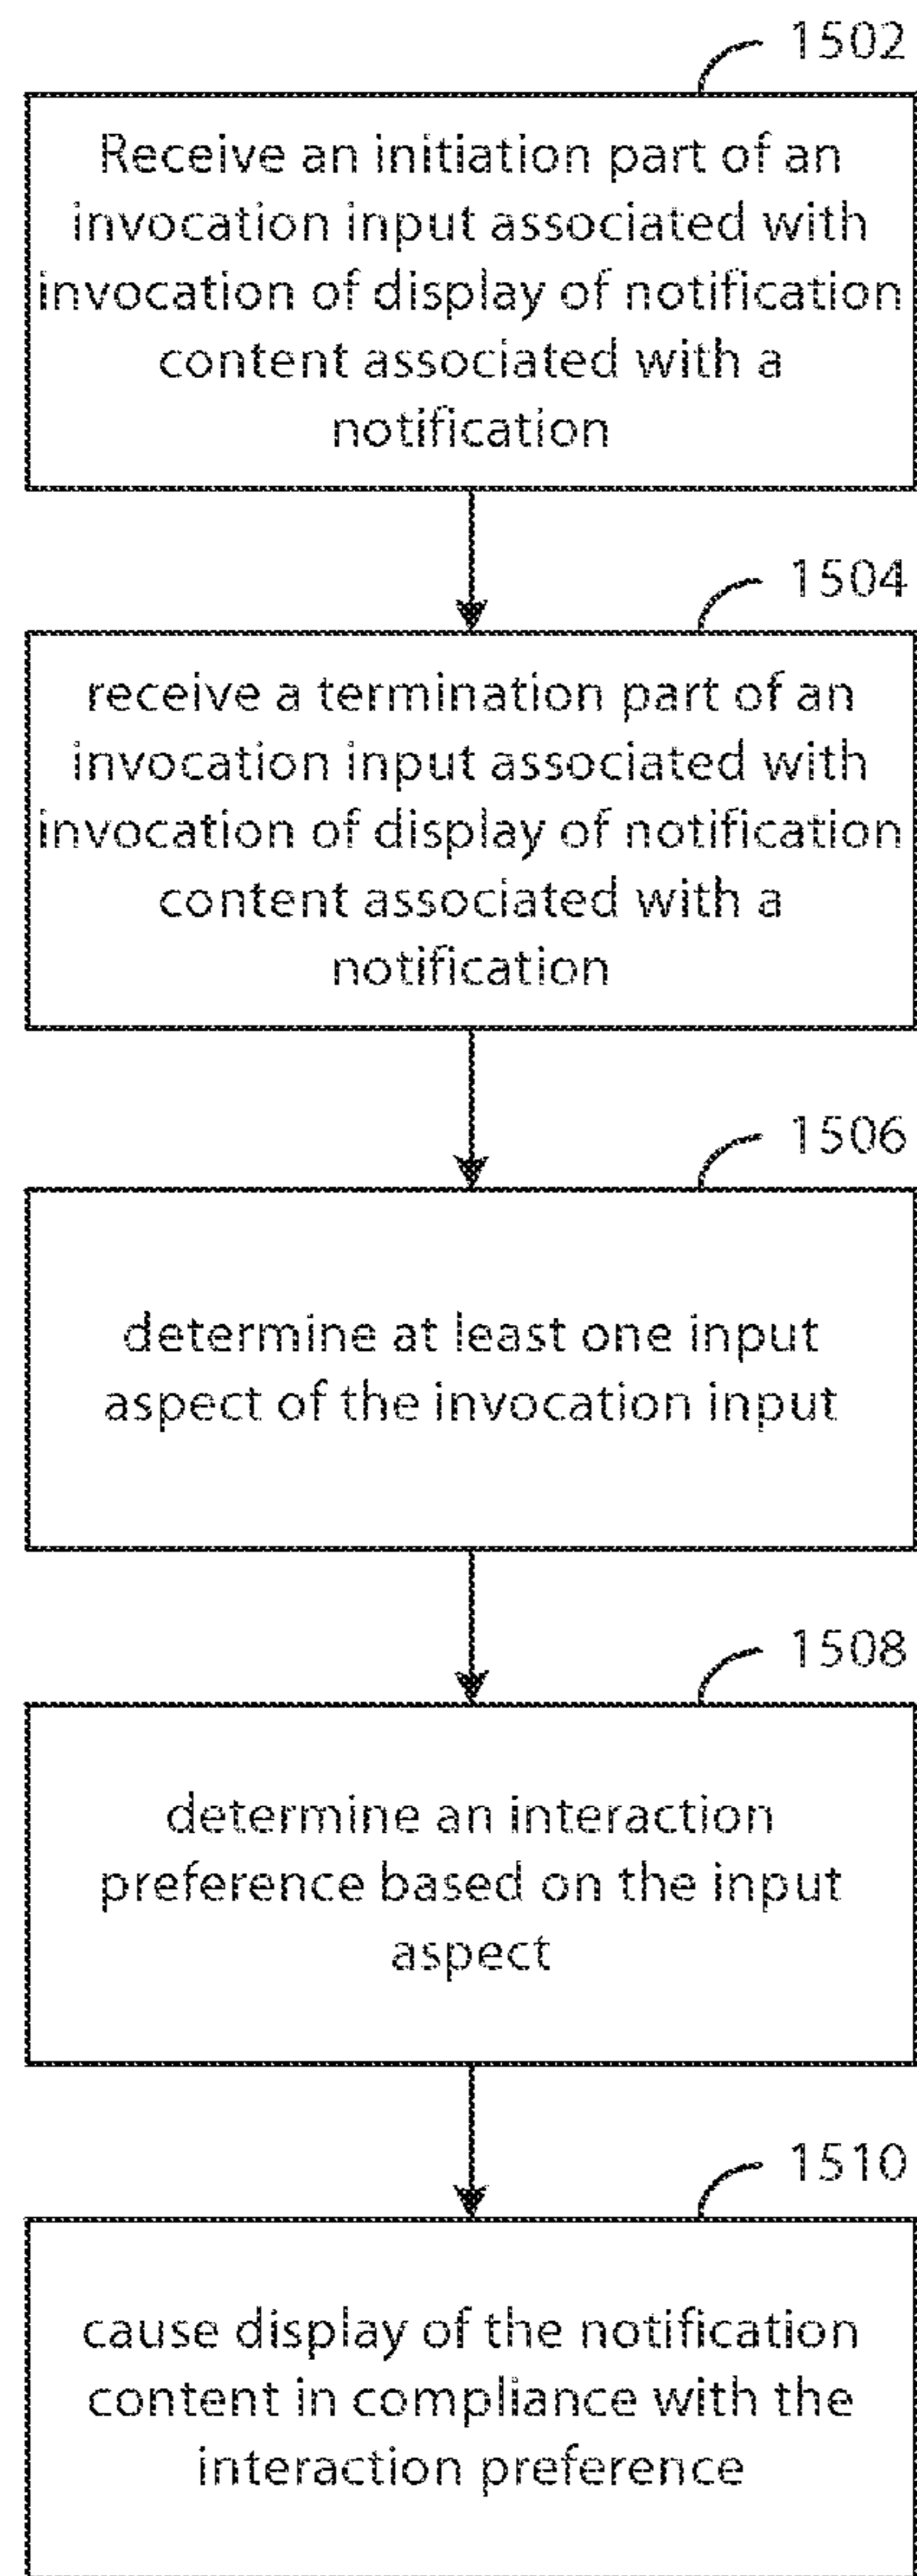 1502
Receive an initiation part of an
invocation input associated with
invocation of display of notification
content associated with a
notification
1504
receive a termination part of an
invocation input associated with
invocation of display of notification
content associated with a
notification
1506
determine at least one input
aspect of the invocation input
1508
determine an interaction
preference based on the input
aspect
1510
cause display of the notification
content in compliance with the
interaction preference